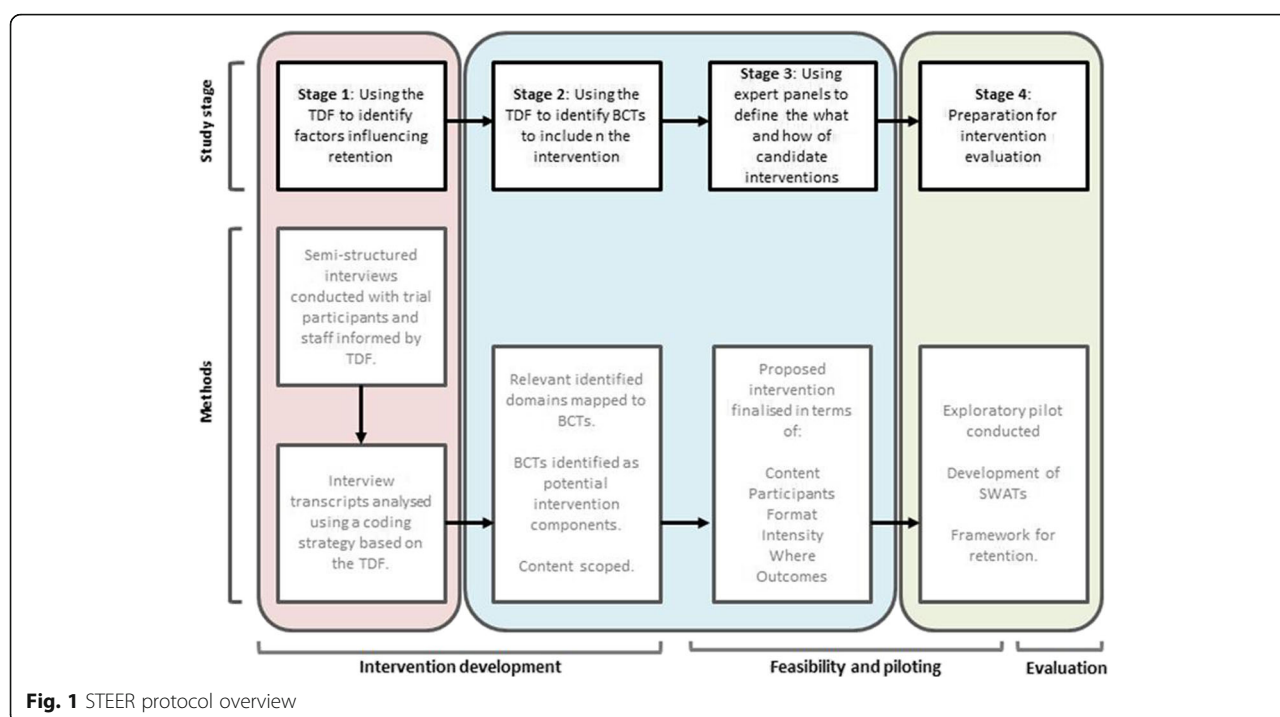 Study stage
Stage 1: Using the
TDF to identify
factors influencing
retention
Stage 2: Using the
TDF to identify BCTs
to include n the
intervention
Stage 3: Using
expert panels to
define the what
and how of
candidate
interventions
Stage 4:
Preparation for
intervention
evaluation
Methods
Semi-structured
interviews
conducted with trial
participants and
staff informed by
TDF.
Interview
transcripts analysed
using a coding
strategy based on
the TDF.
Relevant identified
domains mapped to
BCTs.
BCTs identified as
potential
intervention
components.
Content scoped.
Proposed
intervention
finalised in terms
of:
Content
Participants
Format
Intensity
Where
Outcomes
Exploratory pilot
conducted
Development of
SWATs
Framework for
retention.
Intervention development
Feasibility and piloting
Evaluation
Fig. 1 STEER protocol overview